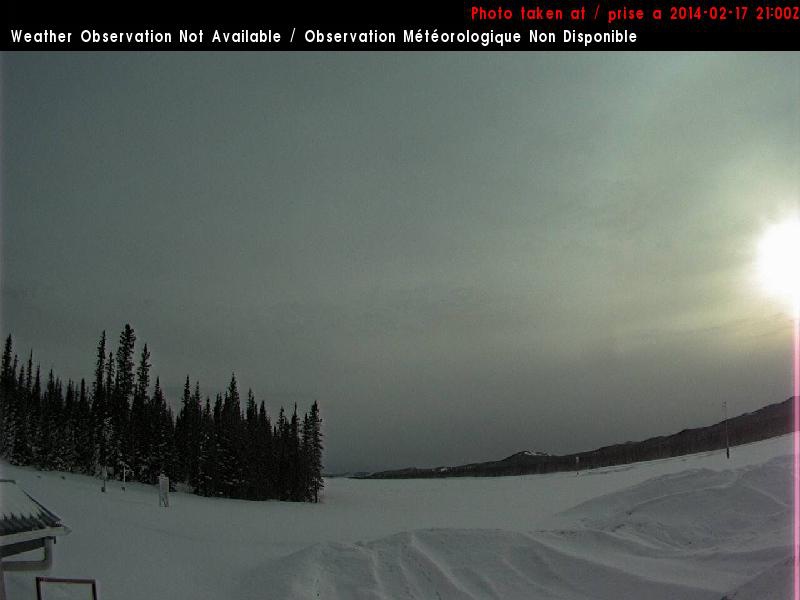 Photo taken at / prise a 2014-02-17 21:00Z
Weather Observation Not Available / Observation Météorologique Non Disponible